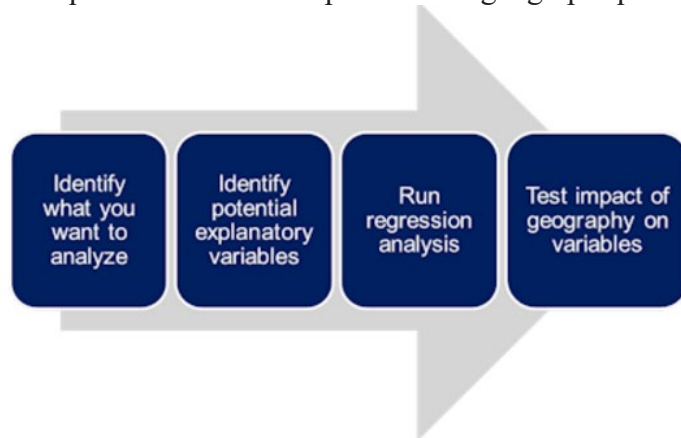 Identify
what you
want to
analyze
Identify
potential
explanatory
variables
Run
regression
analysis
Test impact of
geography on
variables